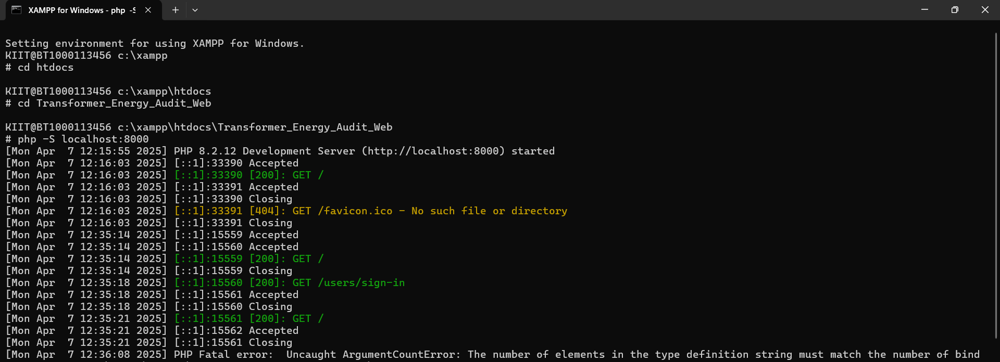 XAMPP for Windows - php -S
Setting environment for using XAMPP for Windows.
KIIT@BT1000113456 c:\xampp
# cd htdocs
KIIT@BT1000113456 c:\xampp\htdocs
# cd Transformer_Energy_Audit_Web
KIIT@BT1000113456 c:\xampp\htdocs\Transformer_Energy_Audit_Web
# php -S localhost:8000
[Mon Apr  7 12:15:55 2025] PHP 8.2.12 Development Server (http://localhost:8000) started
[Mon Apr  7 12:16:03 2025] [::1]:33390 Accepted
[Mon Apr  7 12:16:03 2025] [::1]:33390 [200]: GET /
[Mon Apr  7 12:16:03 2025] [::1]:33391 Accepted
[Mon Apr  7 12:16:03 2025] [::1]:33390 Closing
[Mon Apr  7 12:16:03 2025] [::1]:33391 [404]: GET /favicon.ico - No such file or directory
[Mon Apr  7 12:16:03 2025] [::1]:33391 Closing
[Mon Apr  7 12:35:14 2025] [::1]:15559 Accepted
[Mon Apr  7 12:35:14 2025] [::1]:15560 Accepted
[Mon Apr  7 12:35:14 2025] [::1]:15559 [200]: GET /
[Mon Apr  7 12:35:14 2025] [::1]:15559 Closing
[Mon Apr  7 12:35:18 2025] [::1]:15560 [200]: GET /users/sign-in
[Mon Apr  7 12:35:18 2025] [::1]:15561 Accepted
[Mon Apr  7 12:35:18 2025] [::1]:15560 Closing
[Mon Apr  7 12:35:21 2025] [::1]:15561 [200]: GET /
[Mon Apr  7 12:35:21 2025] [::1]:15562 Accepted
[Mon Apr  7 12:35:21 2025] [::1]:15561 Closing
[Mon Apr  7 12:36:08 2025] PHP Fatal error:  Uncaught ArgumentCountError: The number of elements in the type definition string must match the number of bind